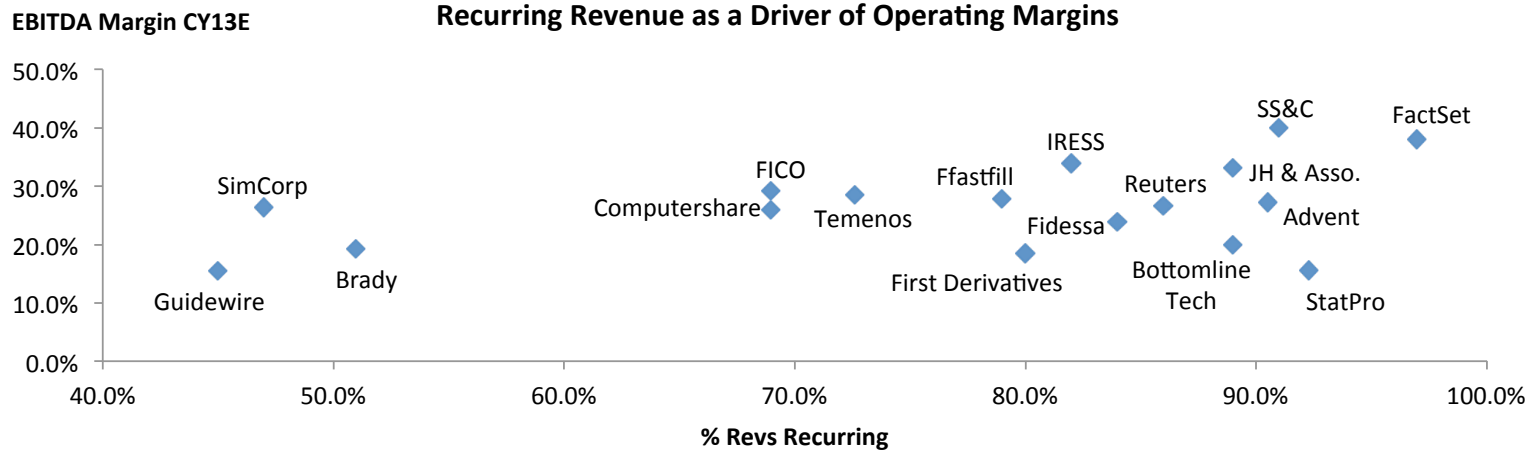 Recurring Revenue as a Driver of Operating Margins
EBITDA Margin CY13E
50.0%
40.0%
30.0%
20.0%
10.0%
0.0%
SS&C
FactSet
IRESS
FICO
JH & Asso.
SimCorp
Ffastfill
Reuters
Computershare
Temenos
Fidessa
Advent
Brady
First Derivatives
Bottomline
Tech
Guidewire
StatPro
40.0%
50.0%
60.0%
70.0%
80.0%
90.0%
100.0%
% Revs Recurring